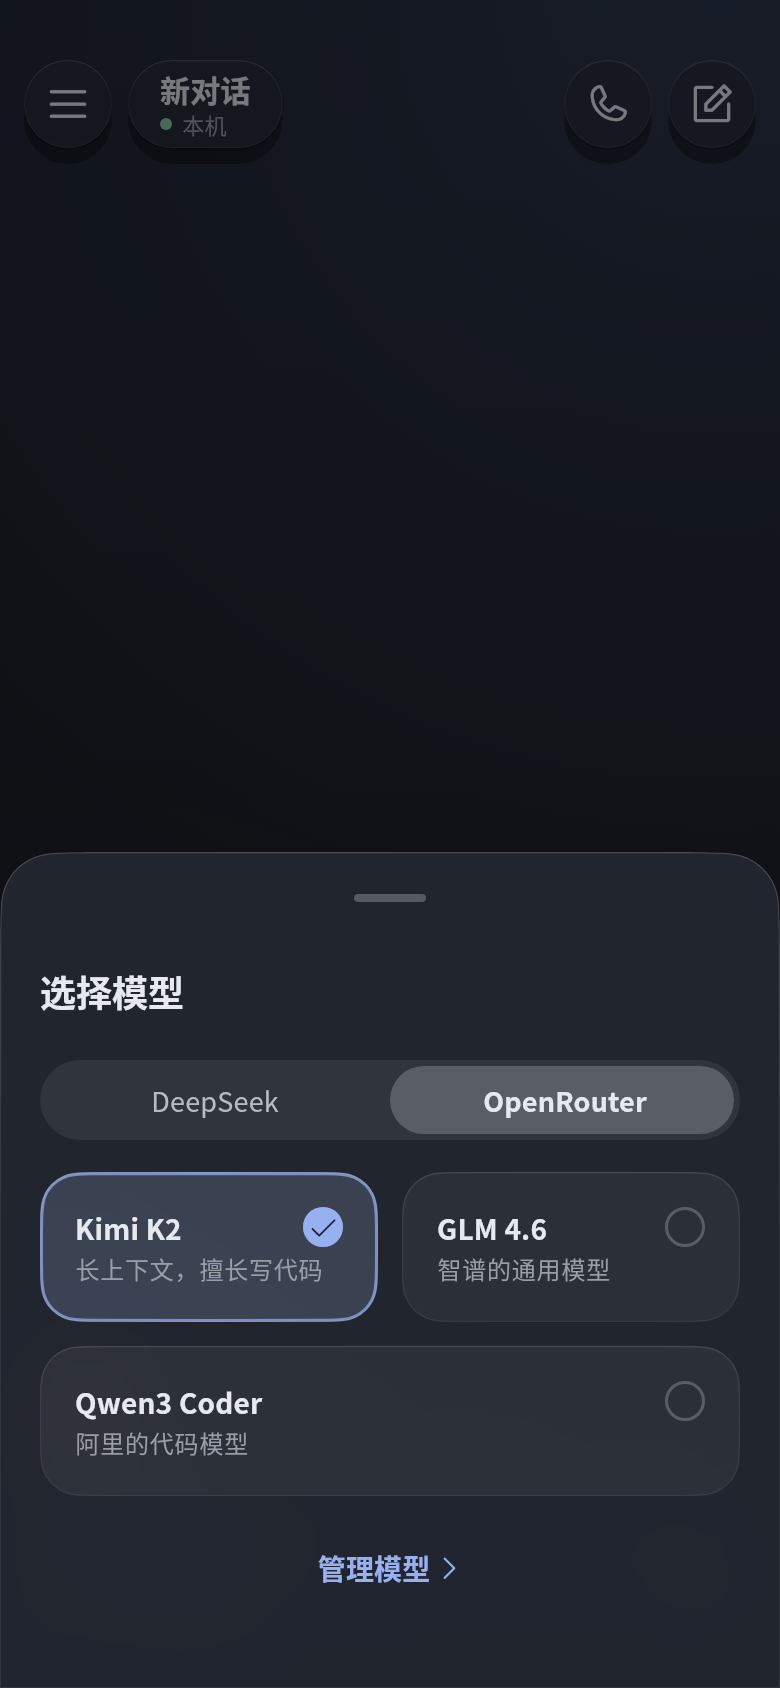 新对话
本机
选择模型
DeepSeek
OpenRouter
Kimi K2
长上下文，擅长写代码
GLM 4.6
智谱的通用模型
Qwen3 Coder
阿里的代码模型
管理模型